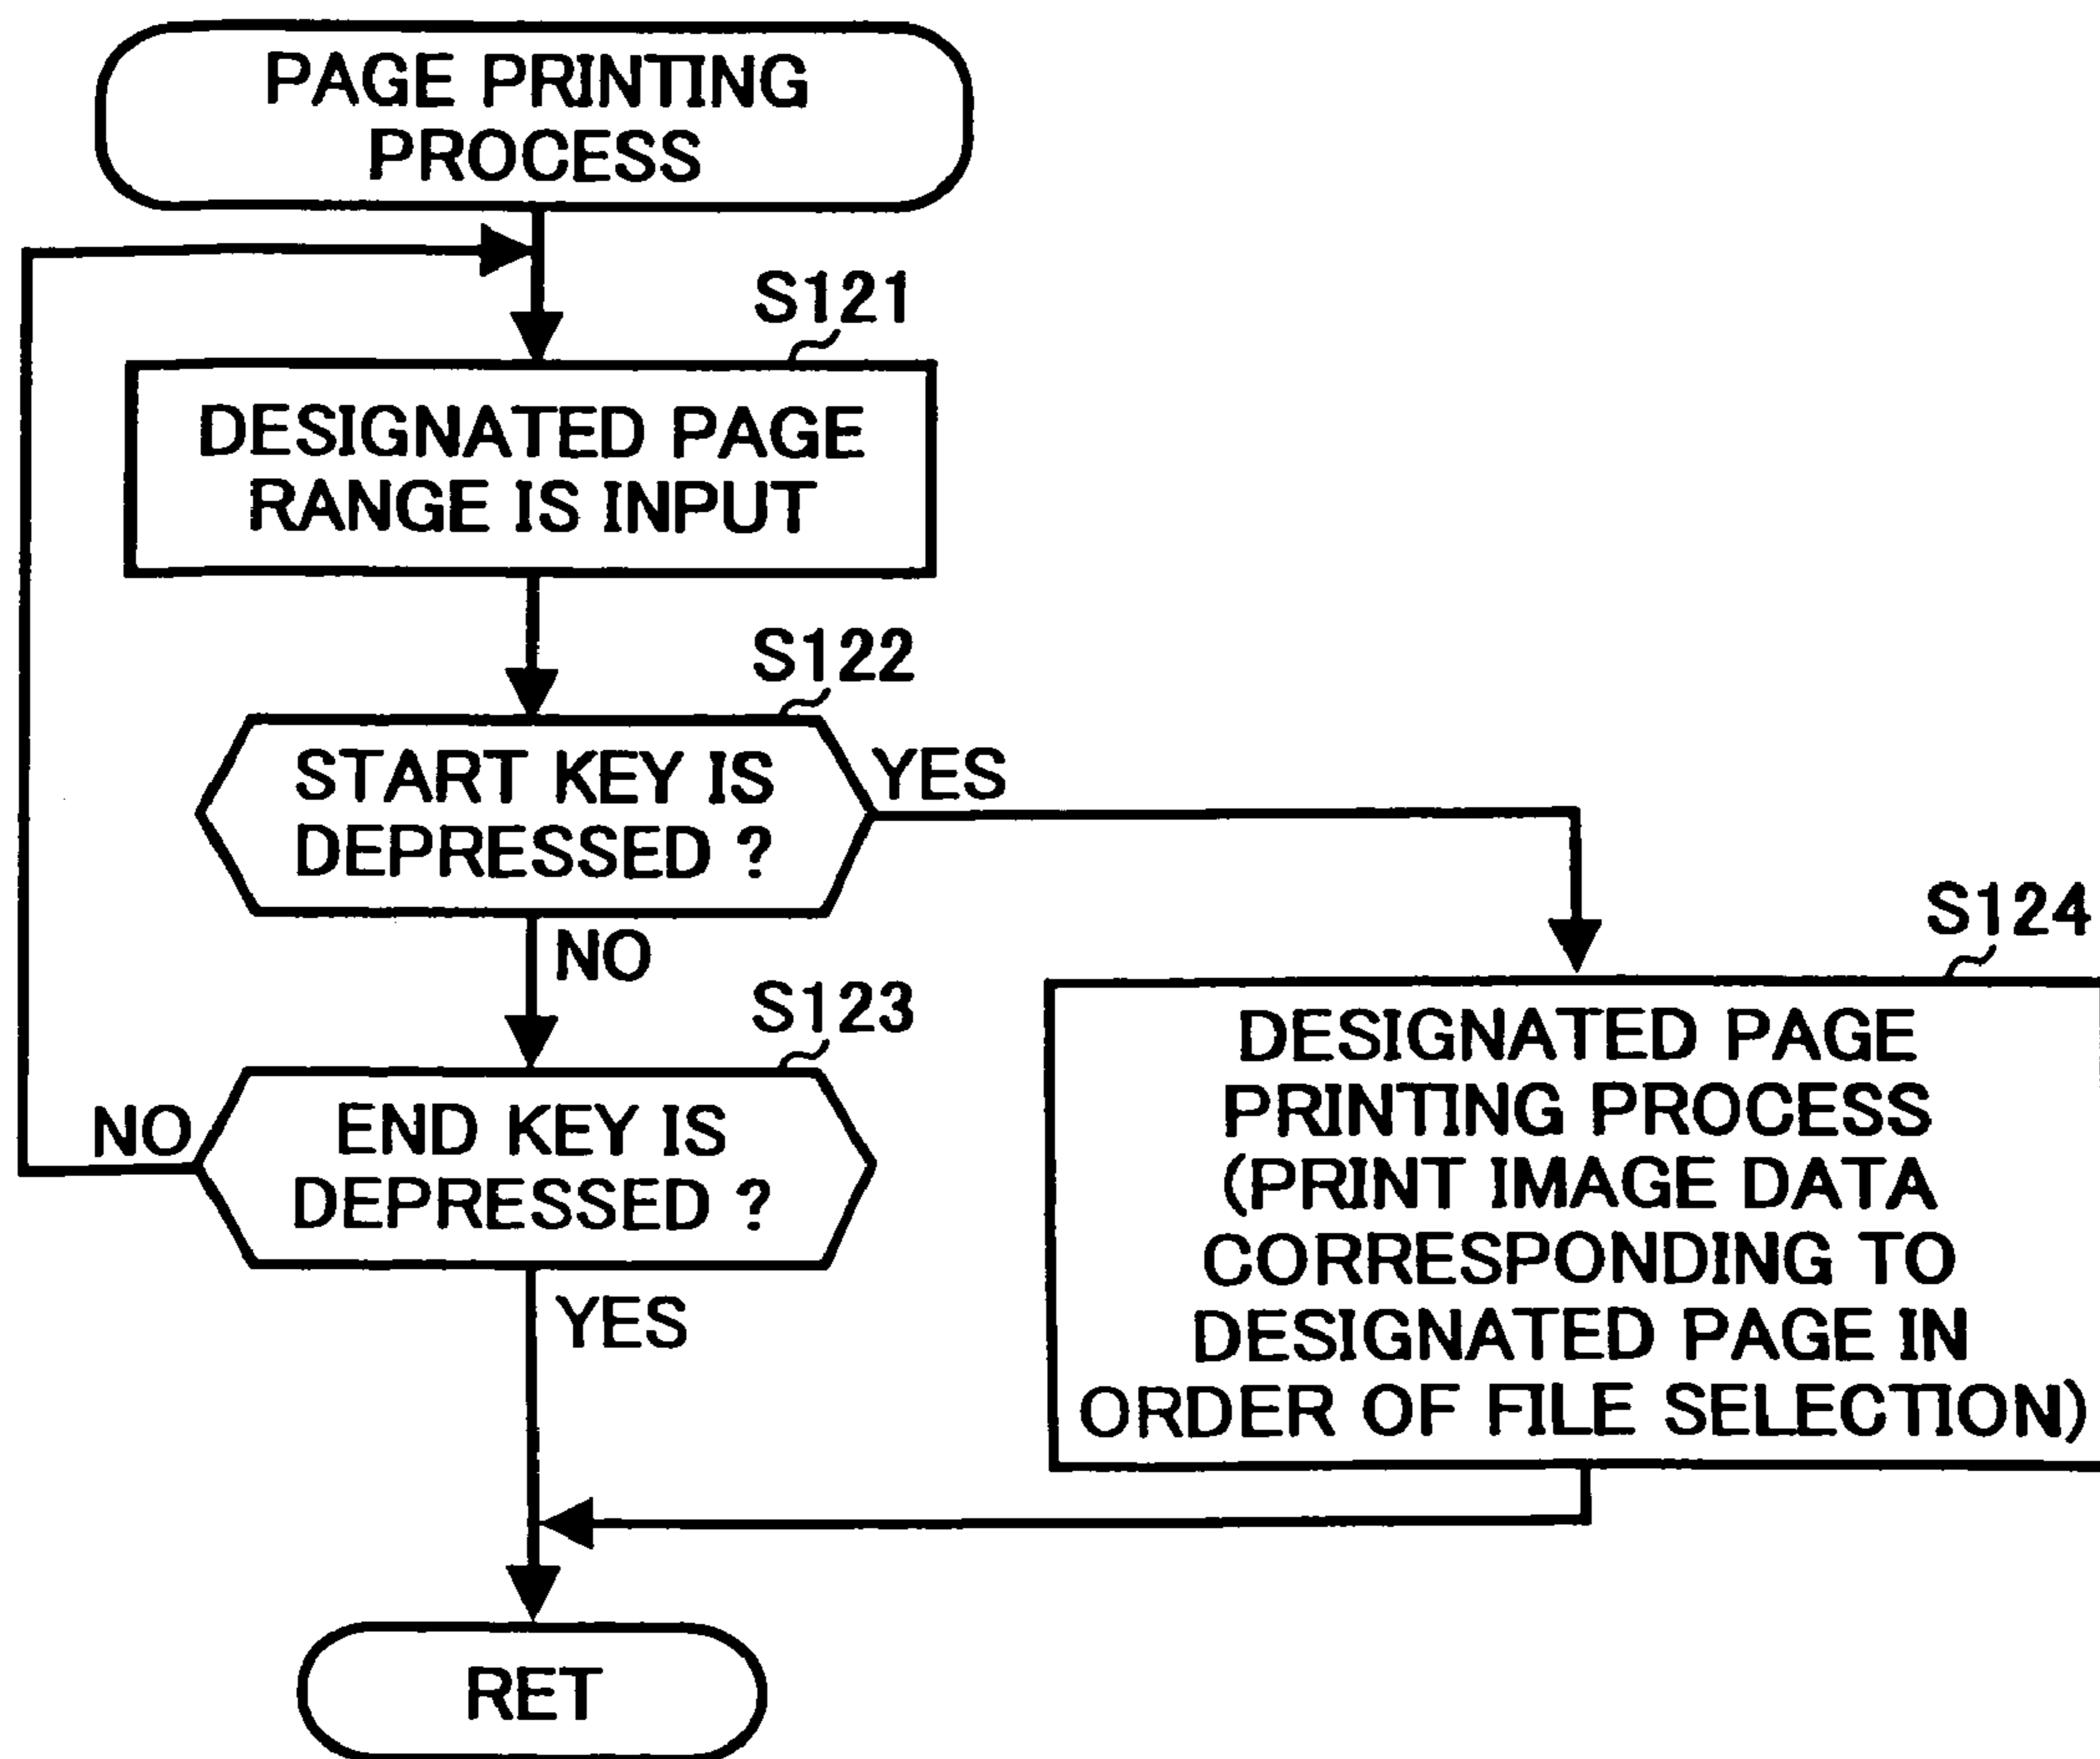 PAGE PRINTING
PROCESS
S121
DESIGNATED PAGE
RANGE IS INPUT
S122
START KEY IS
DEPRESSED ?
YES
NO
S123
END KEY IS
DEPRESSED ?
NO
YES
S124
DESIGNATED PAGE
PRINTING PROCESS
(PRINT IMAGE DATA
CORRESPONDING TO
DESIGNATED PAGE IN
ORDER OF FILE SELECTION)
RET